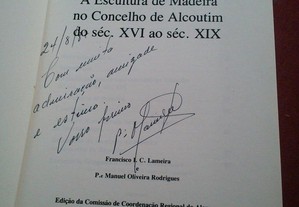 A Escultura de Madeira
no Concelho de Alcoutim
do séc. XVI ao séc. XIX
24/8/8
Com muita
admiração, amizade
e estima
Vosso
Francisco I. C. Lameira
P.e Manuel Oliveira Rodrigues
Edição da Comissão de Coordenação Regional do